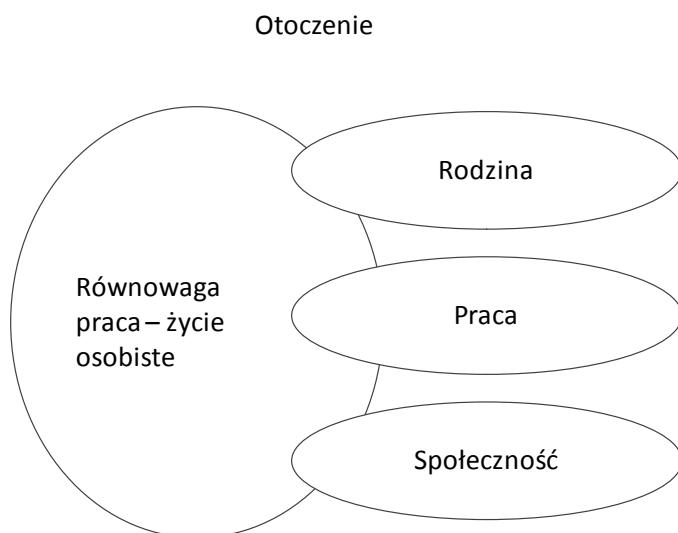 Otoczenie
Rodzina
Równowaga
praca – życie
osobiste
Praca
Społeczność